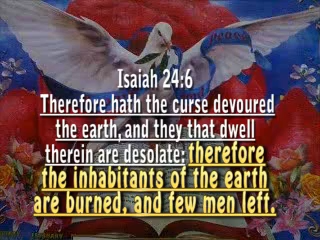 peace
Isaiah 24:6
Therefore hath the curse devoured
the earth, and they that dwell
therein are desolate: therefore
the inhabitants of the earth
are burned, and few men left.